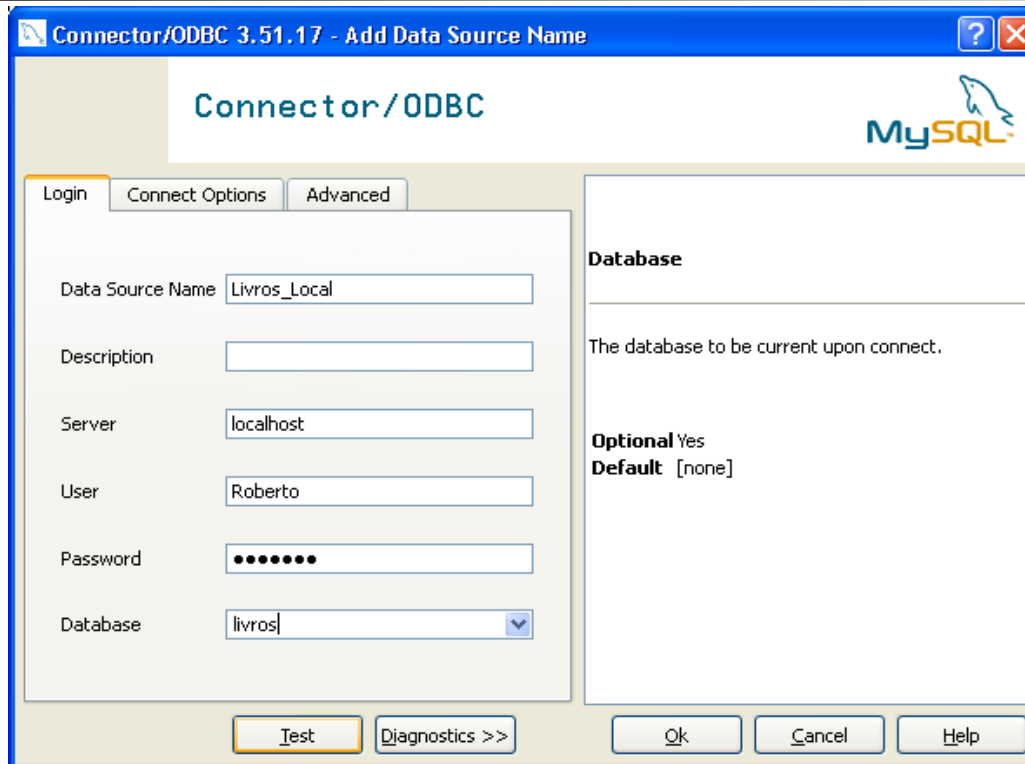 Connector/ODBC 3.51.17 - Add Data Source Name
?
Connector/ODBC
MySQL
Login
Connect Options
Advanced
Data Source Name
Livros_Local
Description
Server
localhost
User
Roberto
Password
•••••••
Database
livros
Database
The database to be current upon connect.
Optional Yes
Default [none]
Test
Diagnostics >>
Ok
Cancel
Help